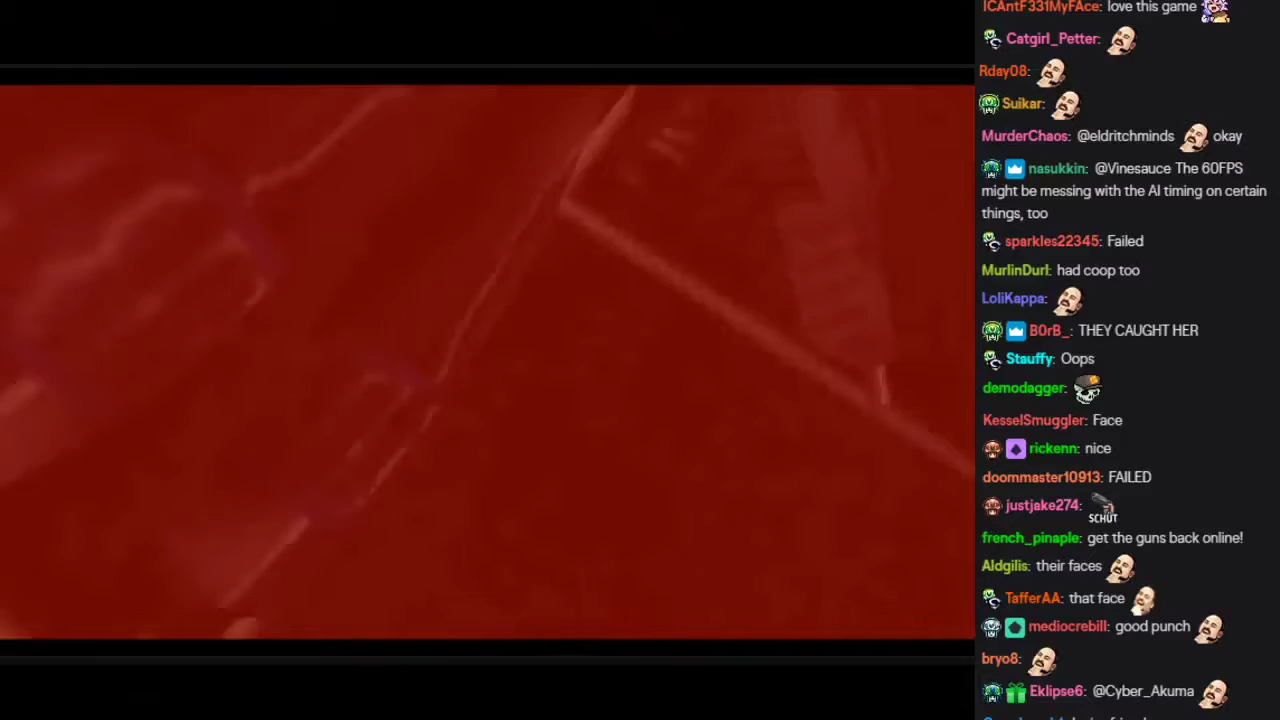 ICAntF331MyFAce: love this game
Catgirl_Petter:
Rday08:
Suikar:
MurderChaos: @eldritchminds okay
nasukkin: @Vinesauce The 60FPS
might be messing with the AI timing on certain
things, too
sparkles22345: Failed
MurlinDurl: had coop too
LoliKappa:
B0rB_: THEY CAUGHT HER
Stauffy: Oops
demodagger:
KesselSmuggler: Face
rickenn: nice
doommaster10913: FAILED
justjake274: SCHUT
french_pinaple: get the guns back online!
Aldgilis: their faces
TafferAA: that face
mediocrebill: good punch
bryo8:
Eklipse6: @Cyber_Akuma